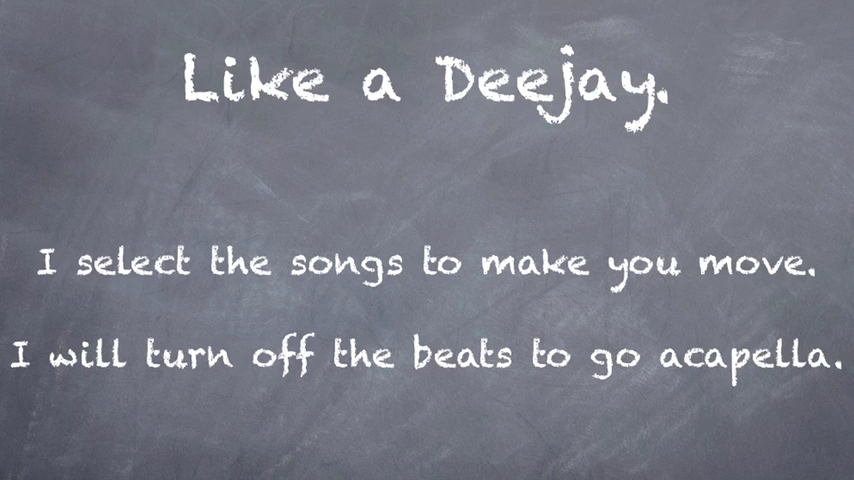 Like a Deejay.
I select the songs to make you move.
I will turn off the beats to go acapella.